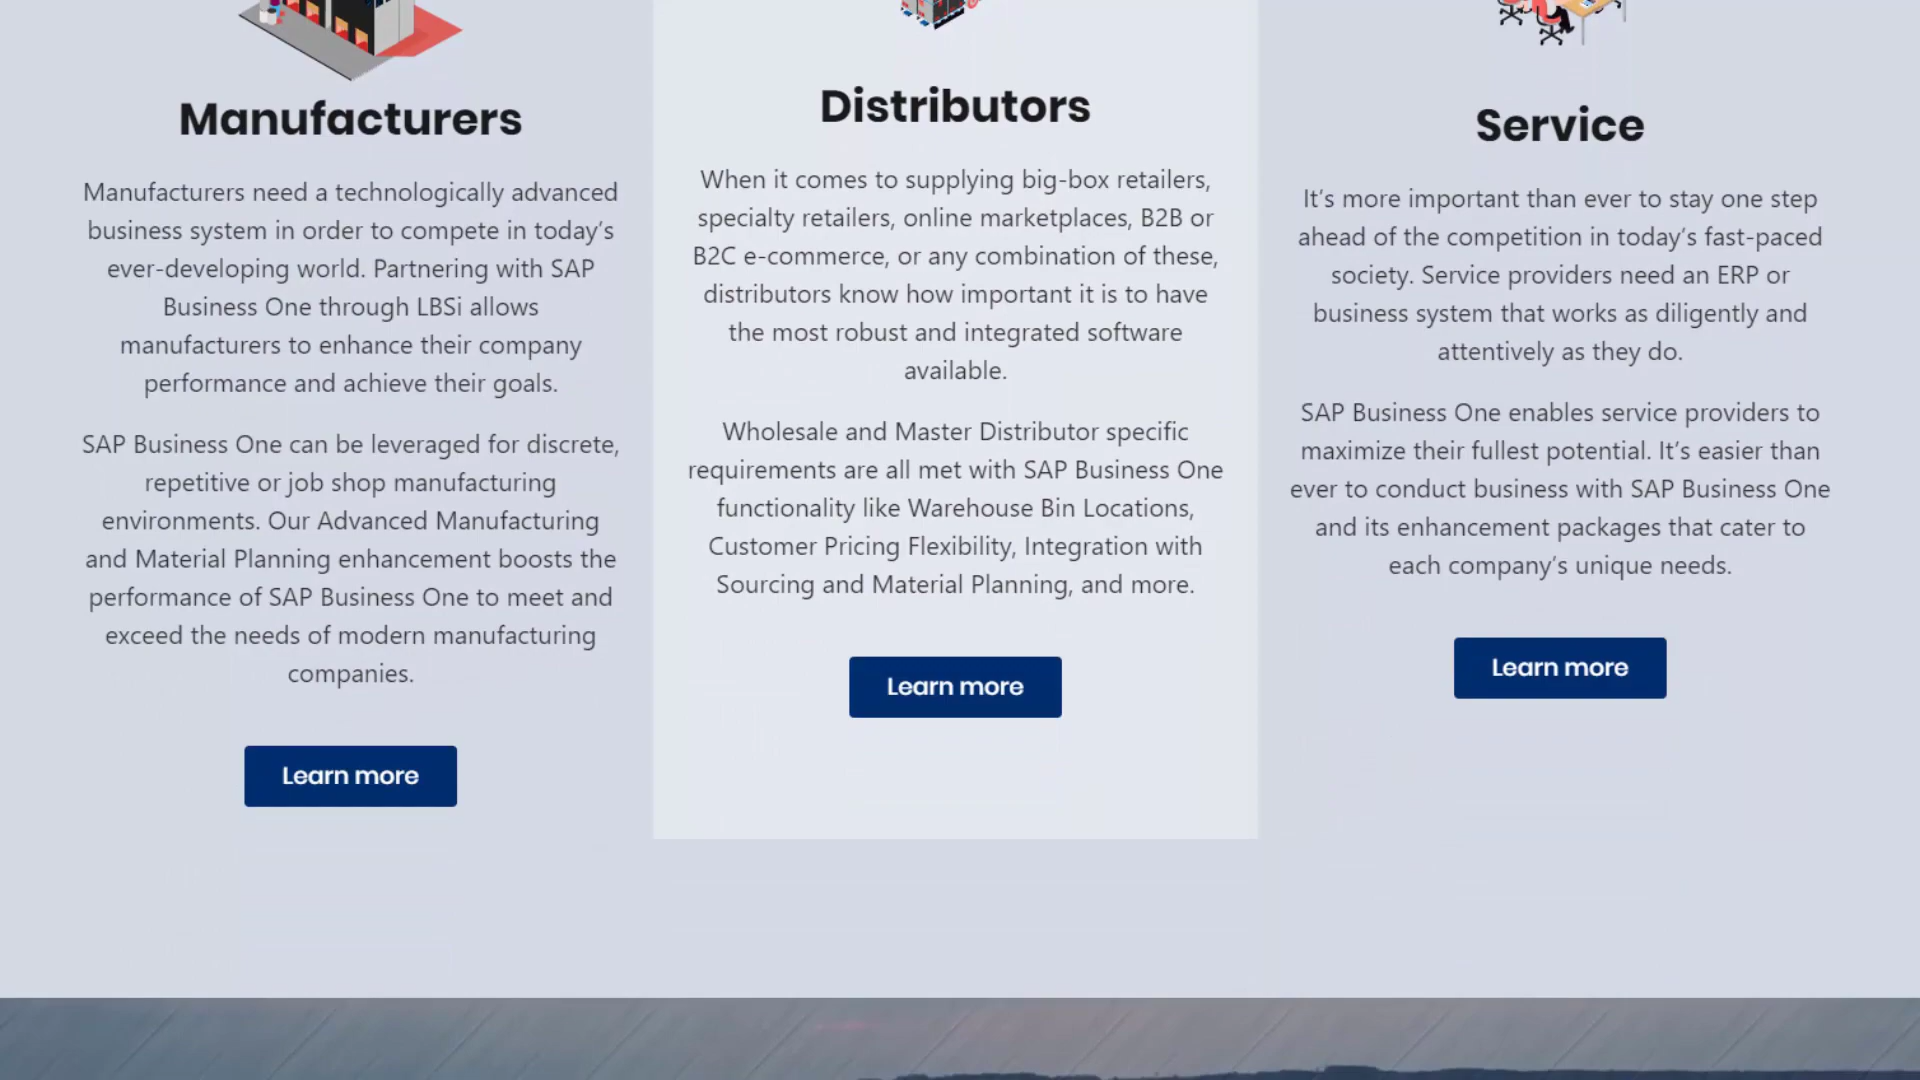 Manufacturers
Manufacturers need a technologically advanced
business system in order to compete in today’s
ever-developing world. Partnering with SAP
Business One through LBSi allows
manufacturers to enhance their company
performance and achieve their goals.
SAP Business One can be leveraged for discrete,
repetitive or job shop manufacturing
environments. Our Advanced Manufacturing
and Material Planning enhancement boosts the
performance of SAP Business One to meet and
exceed the needs of modern manufacturing
companies.
Learn more
Distributors
When it comes to supplying big-box retailers,
specialty retailers, online marketplaces, B2B or
B2C e-commerce, or any combination of these,
distributors know how important it is to have
the most robust and integrated software
available.
Wholesale and Master Distributor specific
requirements are all met with SAP Business One
functionality like Warehouse Bin Locations,
Customer Pricing Flexibility, Integration with
Sourcing and Material Planning, and more.
Learn more
Service
It’s more important than ever to stay one step
ahead of the competition in today’s fast-paced
society. Service providers need an ERP or
business system that works as diligently and
attentively as they do.
SAP Business One enables service providers to
maximize their fullest potential. It’s easier than
ever to conduct business with SAP Business One
and its enhancement packages that cater to
each company’s unique needs.
Learn more